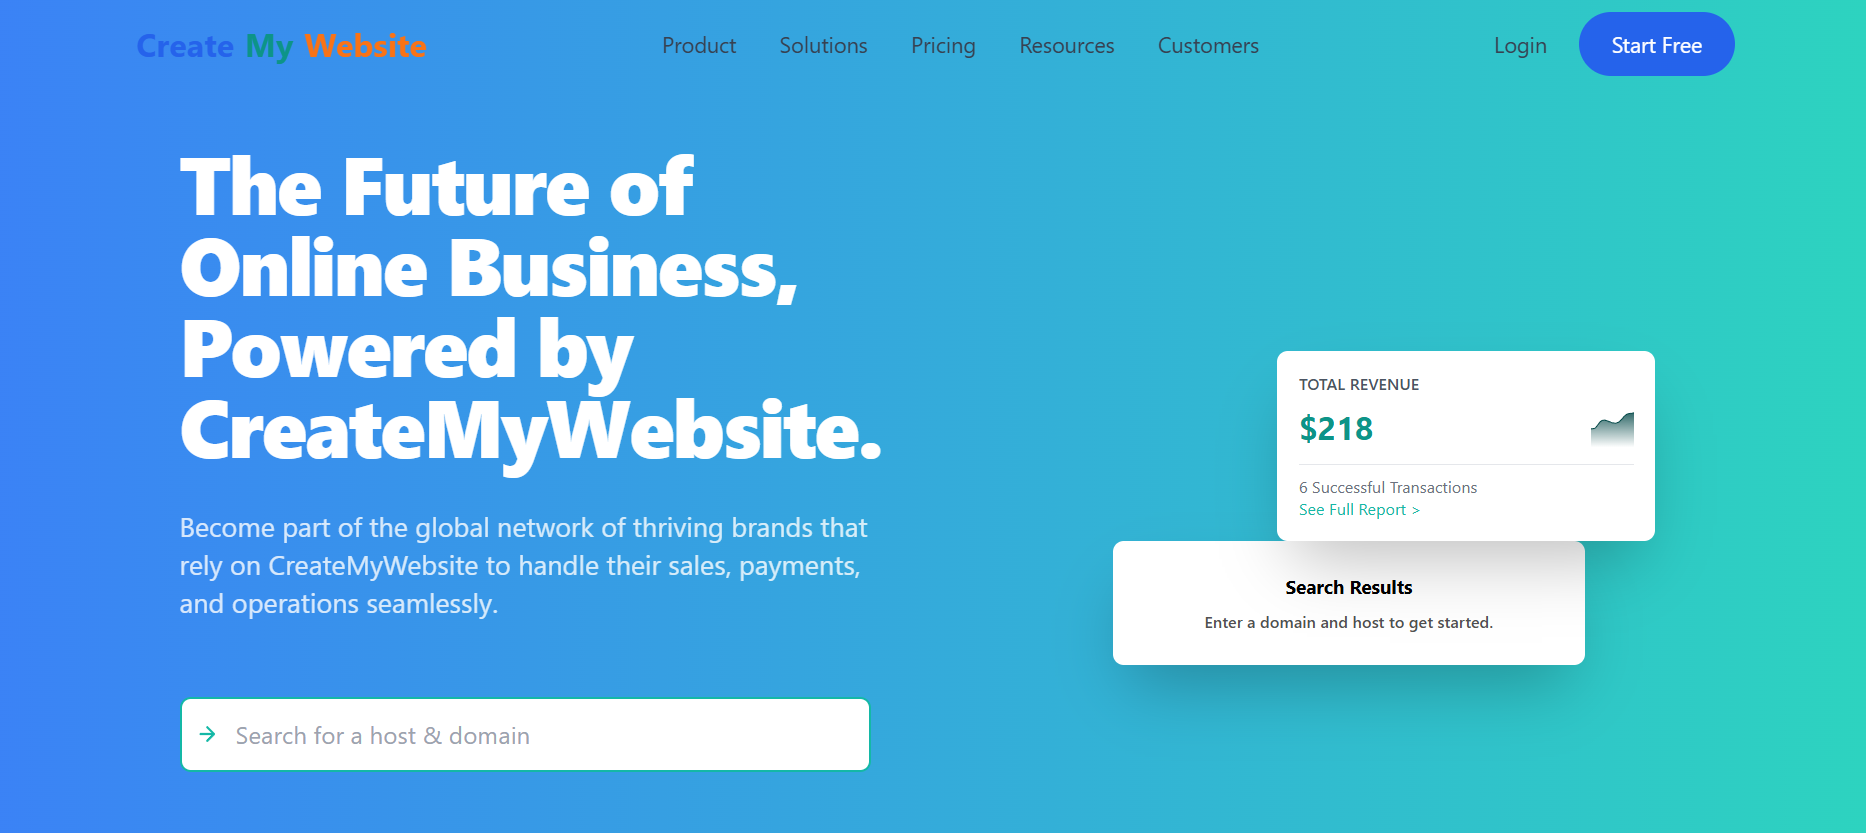 Create My Website
Product
Solutions
Pricing
Resources
Customers
Login
Start Free
The Future of
Online Business,
Powered by
CreateMyWebsite.
Become part of the global network of thriving brands that
rely on CreateMyWebsite to handle their sales, payments,
and operations seamlessly.
Search for a host & domain
TOTAL REVENUE
$218
6 Successful Transactions
See Full Report >
Search Results
Enter a domain and host to get started.